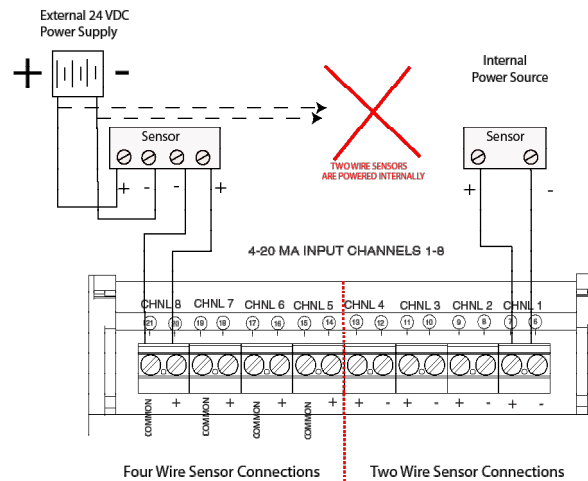 External 24 VDC
Power Supply
+ -
Internal
Power Source
Sensor
Sensor
TWO WIRE SENSORS
ARE POWERED INTERNALLY
+ - - +
+ -
4-20 MA INPUT CHANNELS 1-8
CHNL 8 CHNL 7 CHNL 6 CHNL 5 CHNL 4 CHNL 3 CHNL 2 CHNL 1
21 20 19 18 17 16 15 14 13 12 11 10 9 8 7 6
COMMON + COMMON + COMMON + COMMON + + - + - + - + -
Four Wire Sensor Connections
Two Wire Sensor Connections